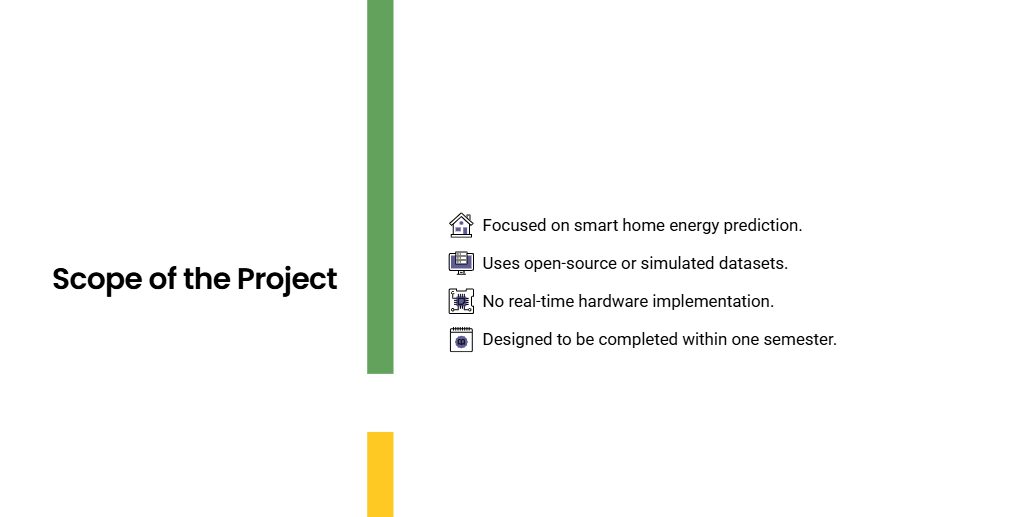 Scope of the Project
Focused on smart home energy prediction.
Uses open-source or simulated datasets.
No real-time hardware implementation.
Designed to be completed within one semester.